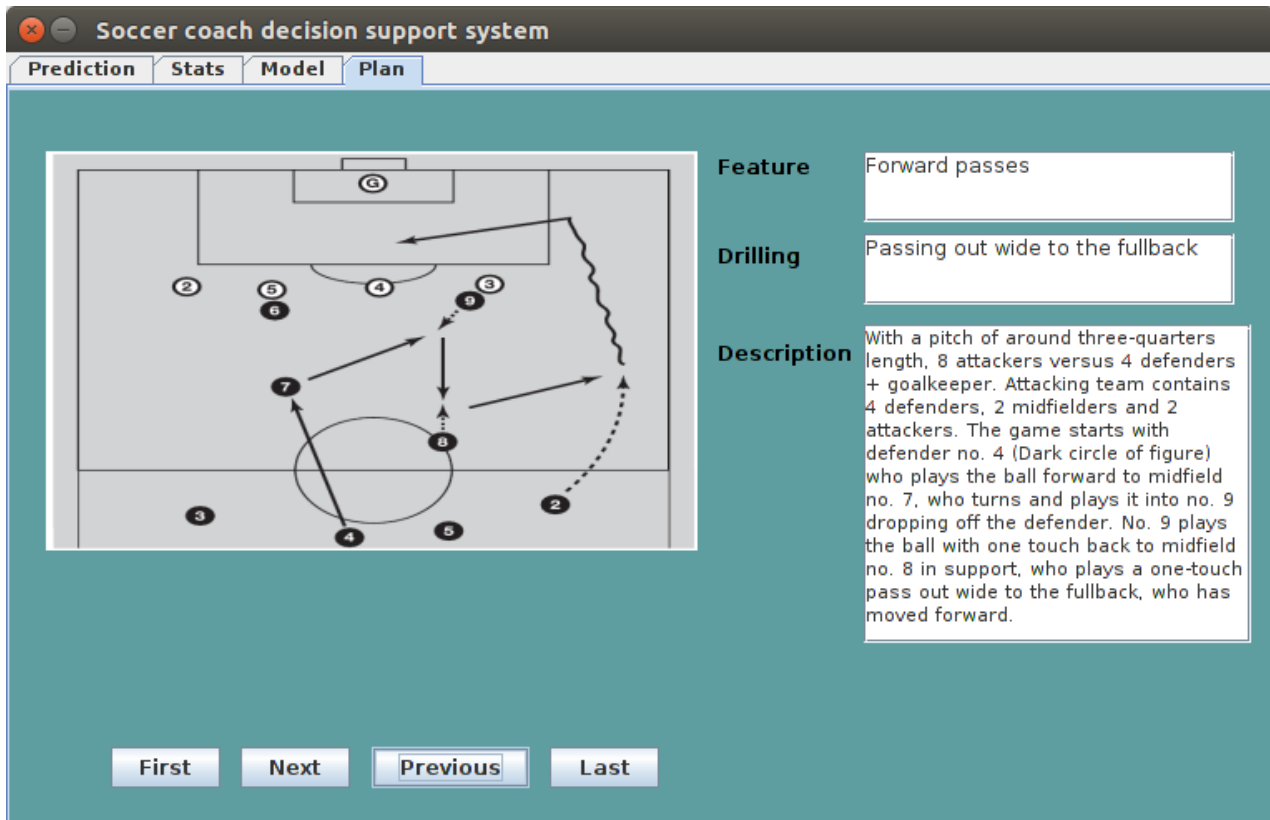 Soccer coach decision support system
Prediction Stats Model Plan
G
2
5
4
3
6
9
7
8
3
4
5
2
Feature
Forward passes
Drilling
Passing out wide to the fullback
Description
With a pitch of around three-quarters
length, 8 attackers versus 4 defenders
+ goalkeeper. Attacking team contains
4 defenders, 2 midfielders and 2
attackers. The game starts with
defender no. 4 (Dark circle of figure)
who plays the ball forward to midfield
no. 7, who turns and plays it into no. 9
dropping off the defender. No. 9 plays
the ball with one touch back to midfield
no. 8 in support, who plays a one-touch
pass out wide to the fullback, who has
moved forward.
First Next Previous Last